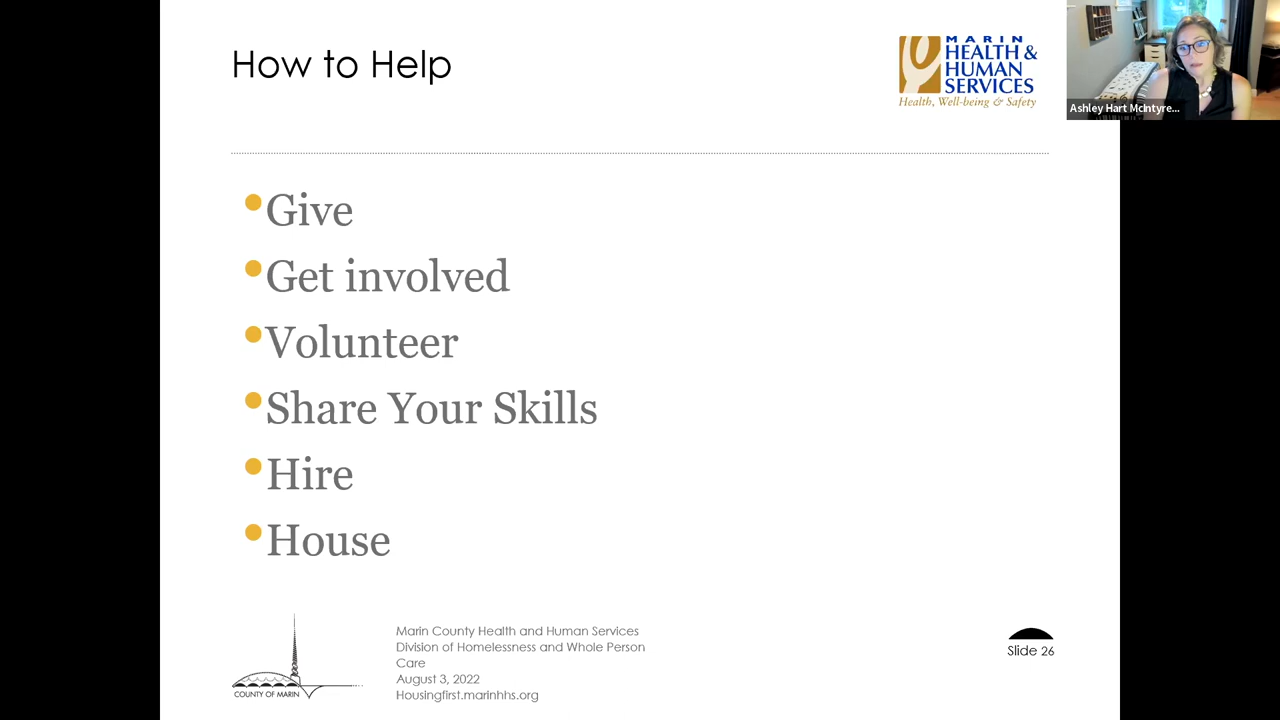 How to Help
MARIN
HEALTH &
HUMAN
SERVICES
Health, Well-being & Safety
Ashley Hart McIntyre...
•Give
•Get involved
•Volunteer
•Share Your Skills
•Hire
•House
COUNTY OF MARIN
Marin County Health and Human Services
Division of Homelessness and Whole Person
Care
August 3, 2022
Housingfirst.marinhhs.org
Slide 26